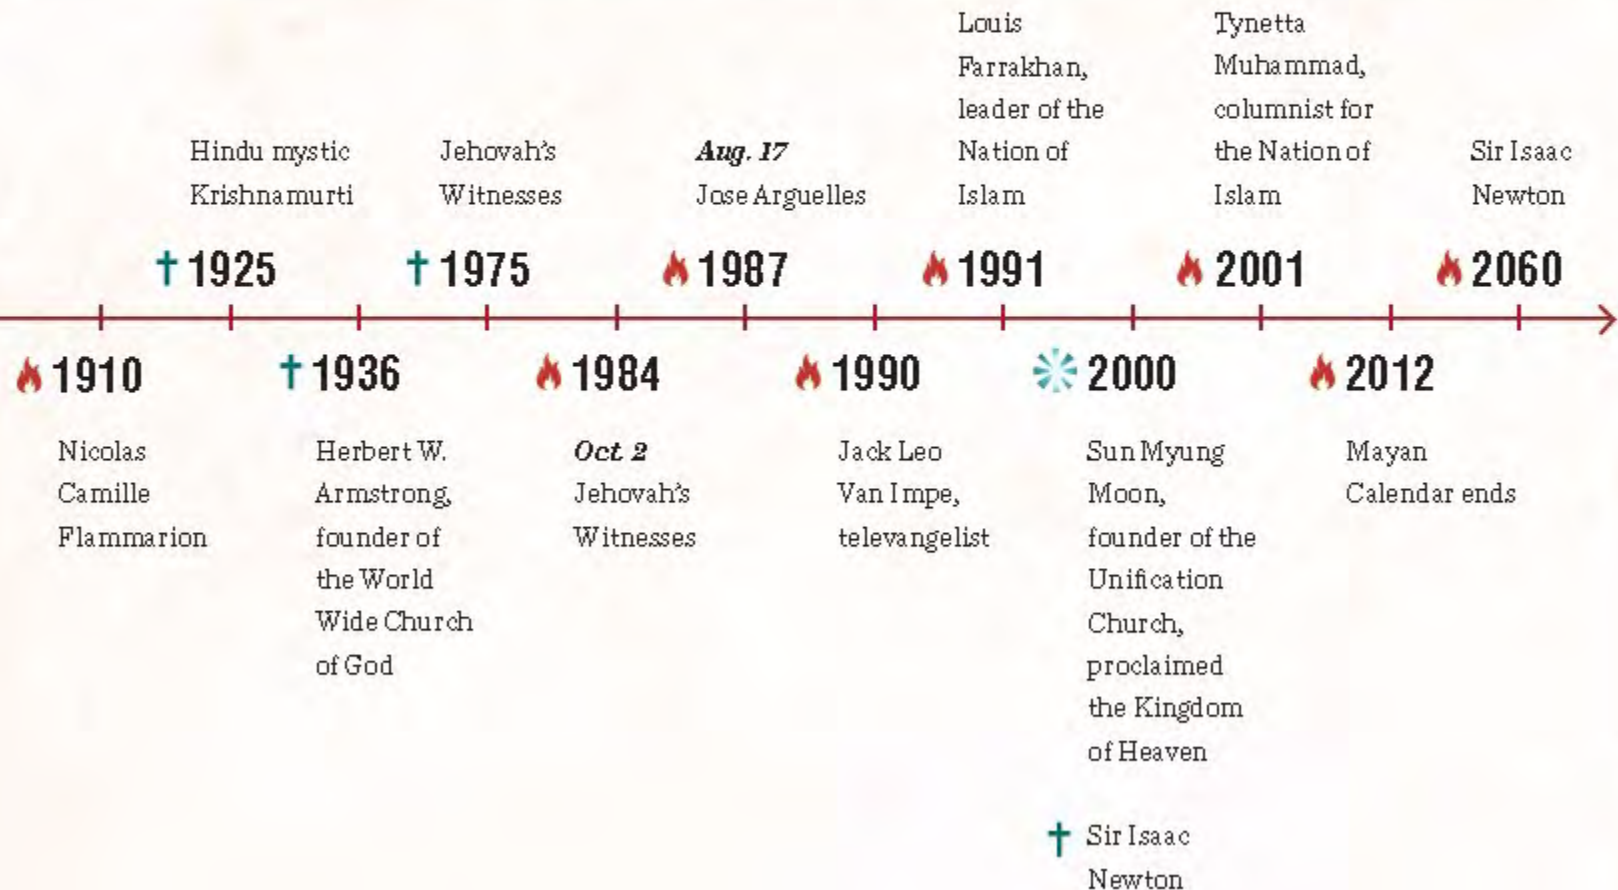 Hindu mystic
Krishnamurti
† 1925
Jehovah's
Witnesses
† 1975
Aug. 17
Jose Arguelles
1987
Louis
Farrakhan,
leader of the
Nation of
Islam
1991
Tynetta
Muhammad,
columnist for
the Nation of
Islam
2001
Sir Isaac
Newton
2060
1910
Nicolas
Camille
Flammarion
† 1936
Herbert W.
Armstrong,
founder of
the World
Wide Church
of God
1984
Oct. 2
Jehovah's
Witnesses
1990
Jack Leo
Van Impe,
televangelist
2000
Sun Myung
Moon,
founder of the
Unification
Church,
proclaimed
the Kingdom
of Heaven
† Sir Isaac
Newton
2012
Mayan
Calendar ends